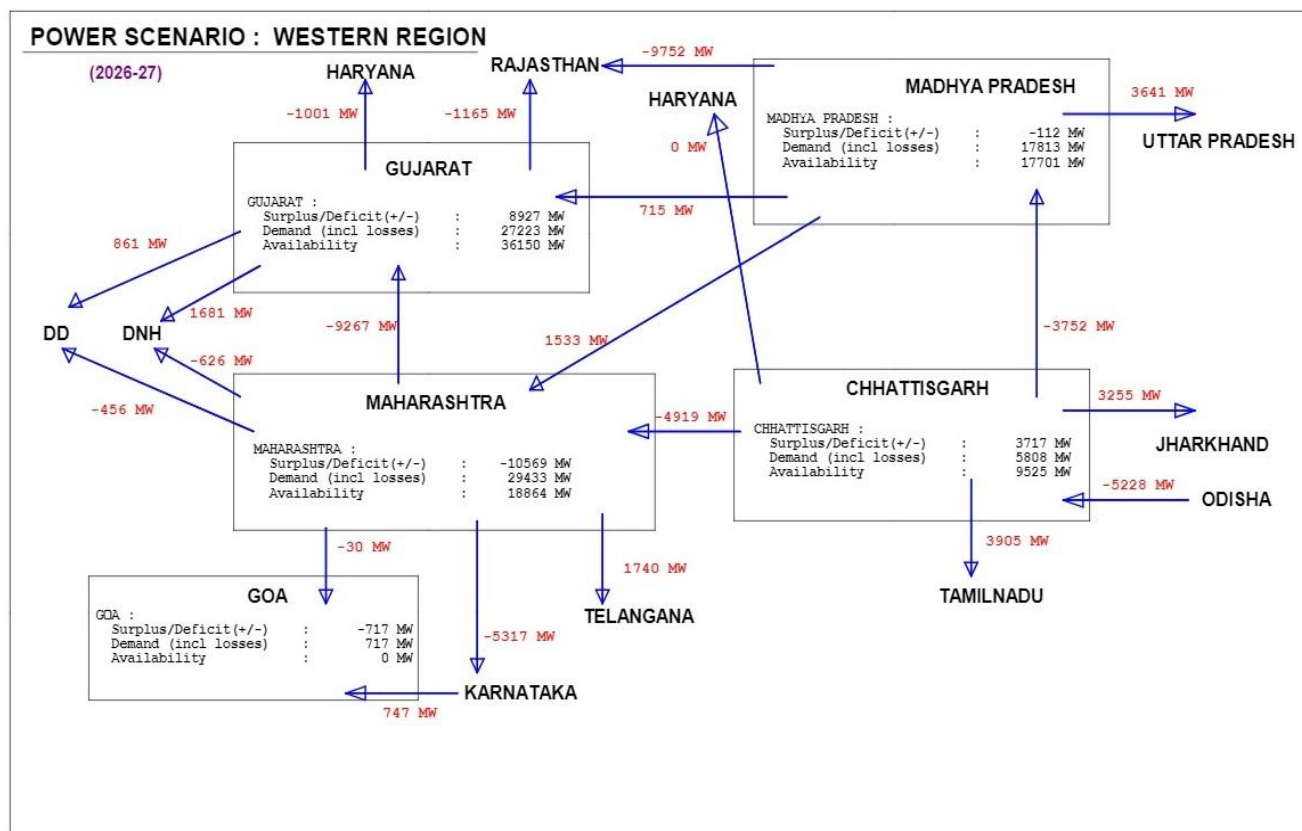 POWER SCENARIO : WESTERN REGION
(2026-27)
HARYANA
RAJASTHAN
-9752 MW
HARYANA
-1001 MW
-1165 MW
0 MW
MADHYA PRADESH
MADHYA PRADESH :
Surplus/Deficit(+/-) : -112 MW
Demand (incl losses) : 17813 MW
Availability : 17701 MW
3641 MW
UTTAR PRADESH
GUJARAT
GUJARAT :
Surplus/Deficit(+/-) : 8927 MW
Demand (incl losses) : 27223 MW
Availability : 36150 MW
715 MW
861 MW
1681 MW
DD
DNH
-9267 MW
1533 MW
-3752 MW
-626 MW
-456 MW
MAHARASHTRA
MAHARASHTRA :
Surplus/Deficit(+/-) : -10569 MW
Demand (incl losses) : 29433 MW
Availability : 18864 MW
-4919 MW
CHHATTISGARH
CHHATTISGARH :
Surplus/Deficit(+/-) : 3717 MW
Demand (incl losses) : 5808 MW
Availability : 9525 MW
3255 MW
JHARKHAND
-5228 MW
ODISHA
3905 MW
TAMILNADU
-30 MW
1740 MW
TELANGANA
GOA
GOA :
Surplus/Deficit(+/-) : -717 MW
Demand (incl losses) : 717 MW
Availability : 0 MW
-5317 MW
KARNATAKA
747 MW